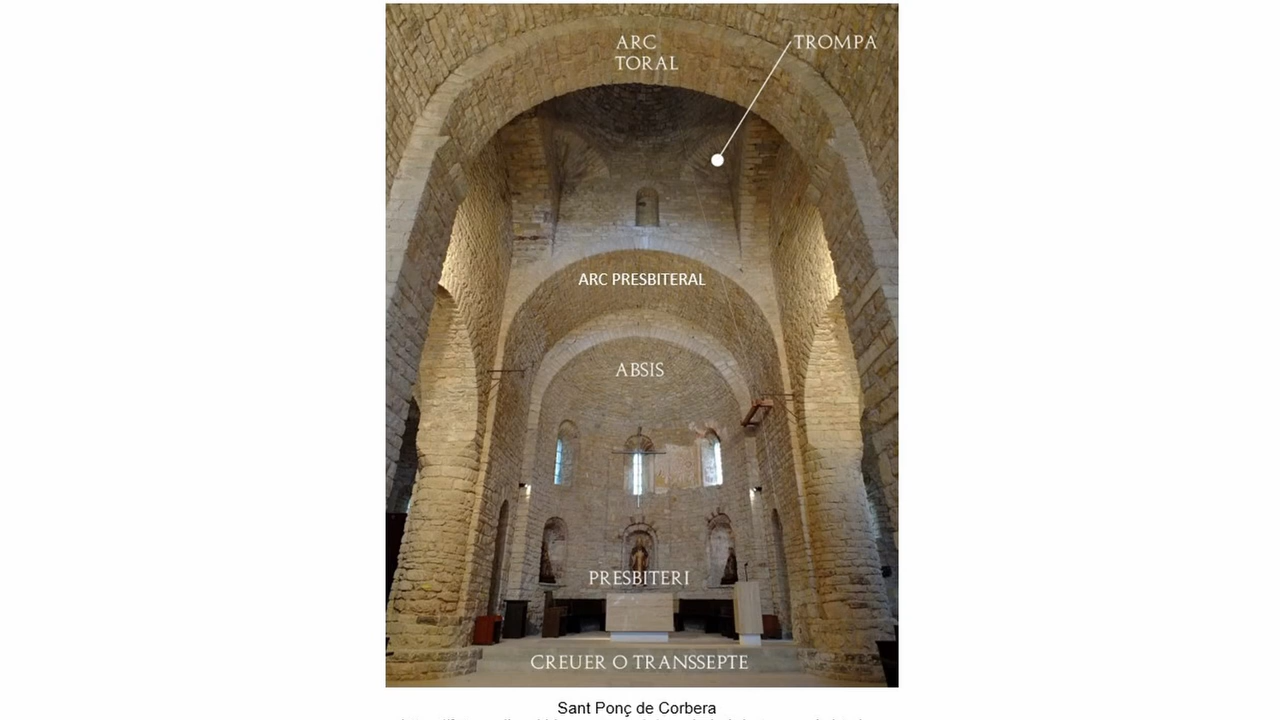 ARC
TORAL
TROMPA
ARC PRESBITERAL
ABSIS
PRESBITERI
CREUER O TRANSSEPTE
Sant Ponç de Corbera